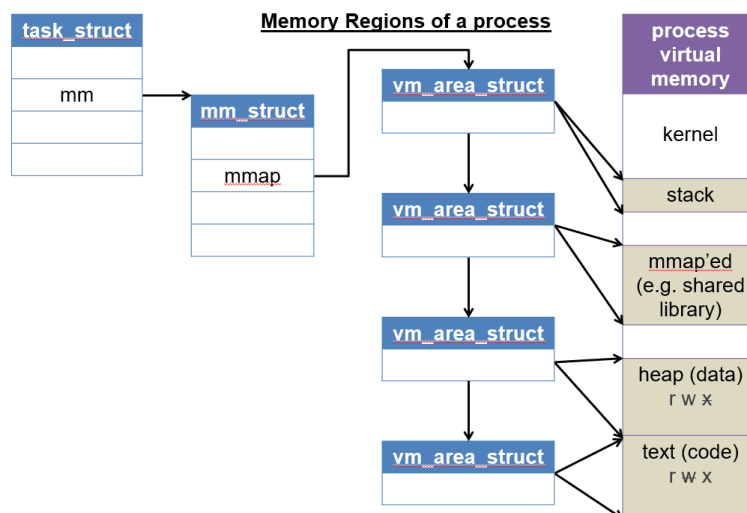 Memory Regions of a process
task_struct
mm
mm_struct
mmap
vm_area_struct
vm_area_struct
vm_area_struct
vm_area_struct
process
virtual
memory
kernel
stack
mmap’ed
(e.g. shared
library)
heap (data)
r w x
text (code)
r w x